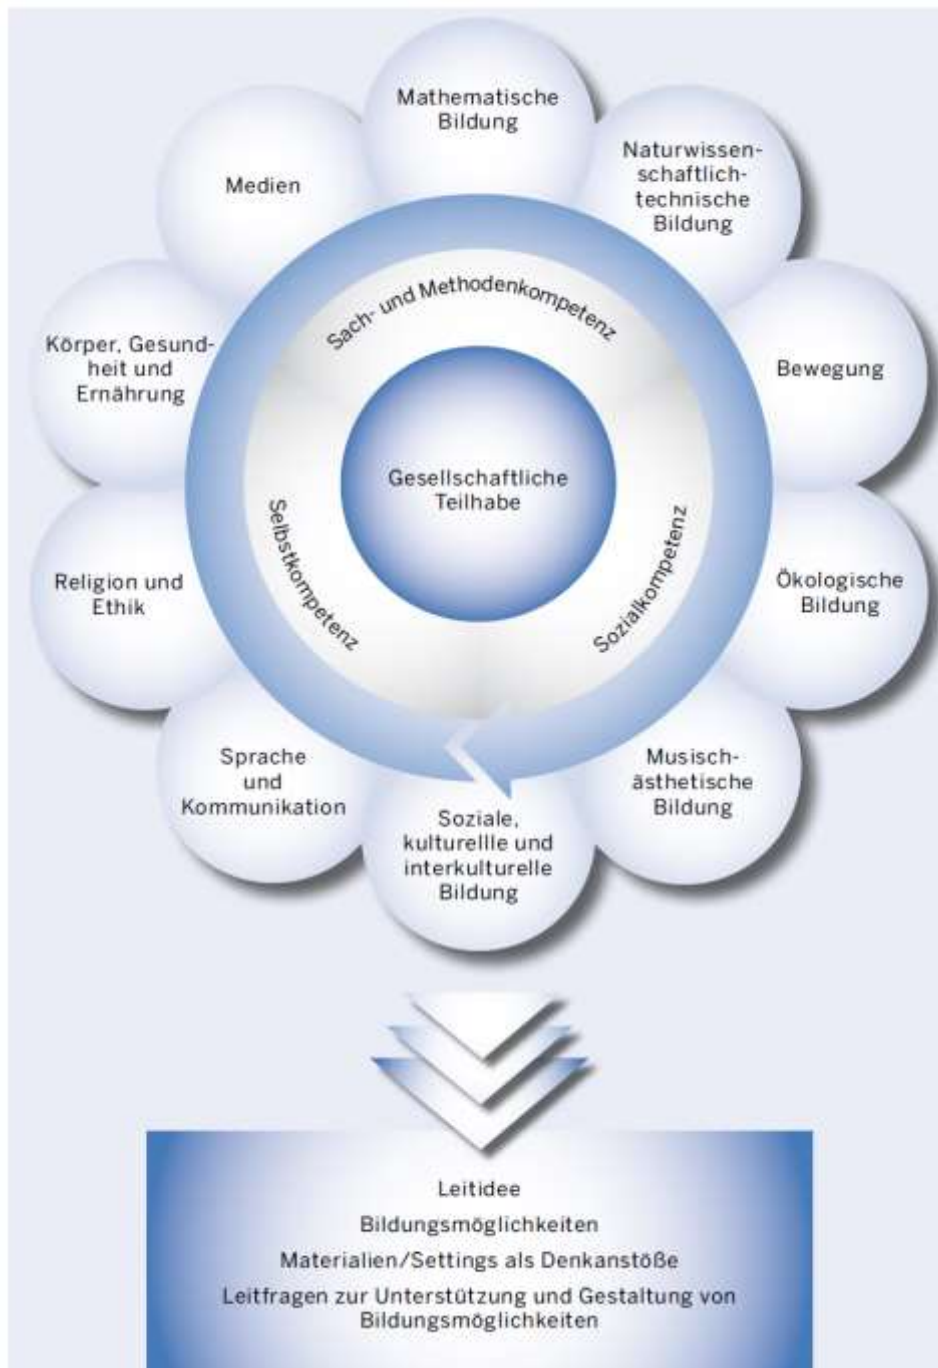 Mathematische
Bildung
Naturwissen-
schaftlich-
technische
Bildung
Bewegung
Ökologische
Bildung
Musisch-
ästhetische
Bildung
Soziale,
kulturellle und
interkulturelle
Bildung
Sprache
und
Kommunikation
Religion und
Ethik
Körper, Gesund-
heit und
Ernährung
Medien
Sach- und Methodenkompetenz
Sozialkompetenz
Selbstkompetenz
Gesellschaftliche
Teilhabe
Leitidee
Bildungsmöglichkeiten
Materialien/Settings als Denkanstöße
Leitfragen zur Unterstützung und Gestaltung von
Bildungsmöglichkeiten